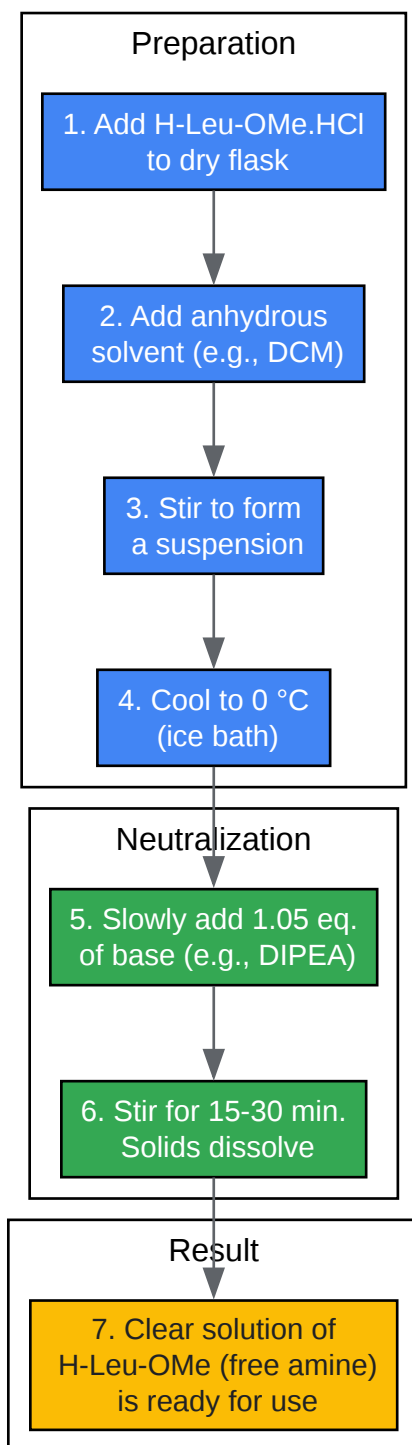 Preparation
1. Add H-Leu-OMe.HCl
to dry flask
2. Add anhydrous
solvent (e.g., DCM)
3. Stir to form
a suspension
4. Cool to 0 °C
(ice bath)
Neutralization
5. Slowly add 1.05 eq.
of base (e.g., DIPEA)
6. Stir for 15-30 min.
Solids dissolve
Result
7. Clear solution of
H-Leu-OMe (free amine)
is ready for use